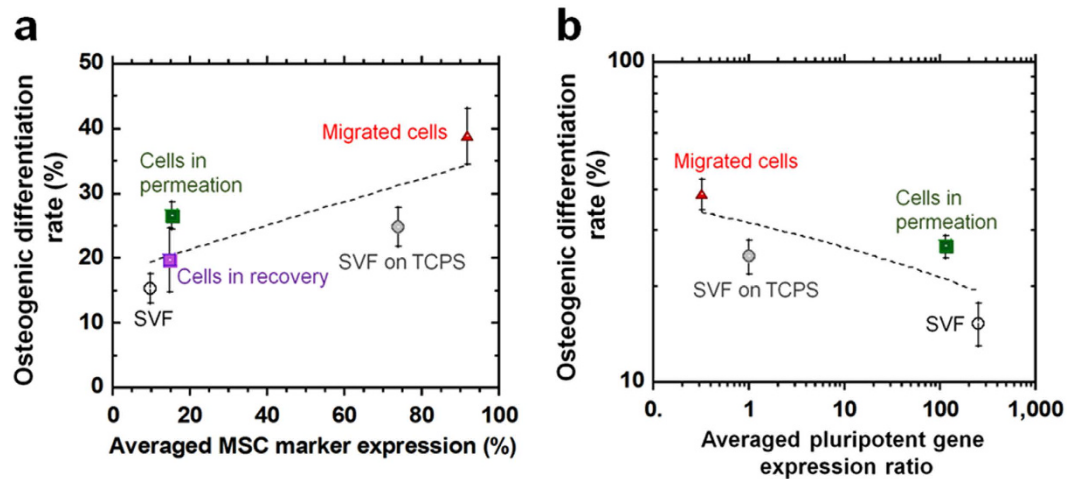 a
Osteogenic differentiation
rate (%)
50
40
30
20
10
0
0 20 40 60 80 100
Averaged MSC marker expression (%)
Migrated cells
Cells in
permeation
Cells in recovery
SVF on TCPS
SVF
b
Osteogenic differentiation
rate (%)
100
10
0. 1 10 100 1,000
Averaged pluripotent gene
expression ratio
Migrated cells
Cells in
permeation
SVF on TCPS
SVF